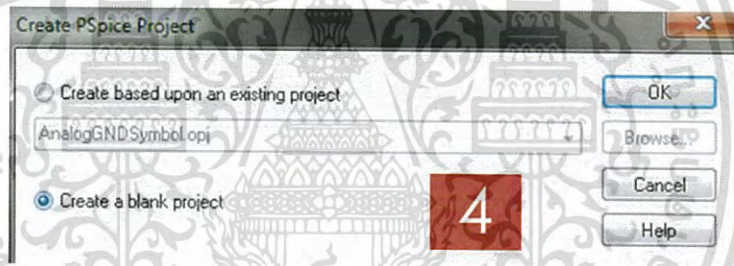 Create PSpice Project
Create based upon an existing project
OK
AnalogGNDSymbol.opj
Browse...
Create a blank project
4
Cancel
Help